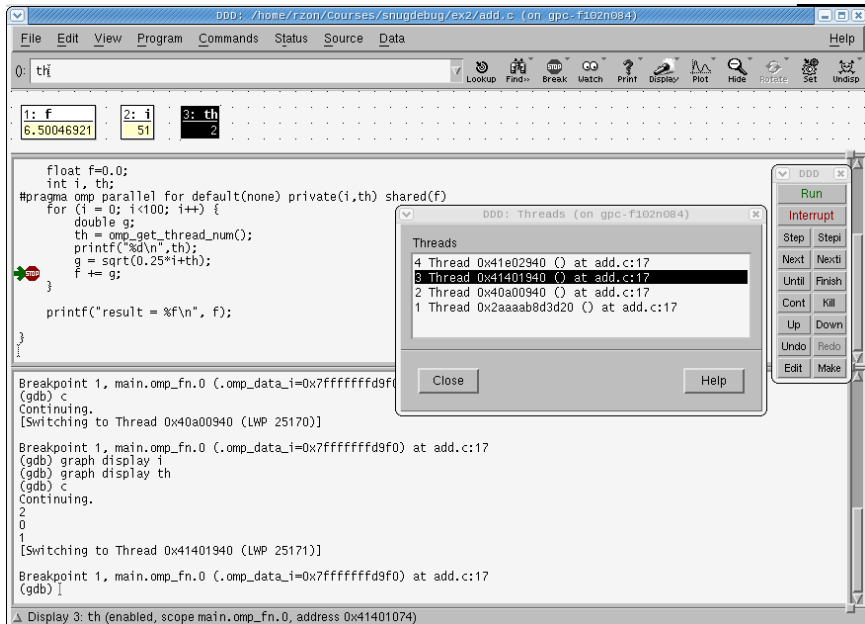 DDD: /home/rzon/Courses/snugdebug/ex2/add.c (on gpc-f102n084)
File Edit View Program Commands Status Source Data Help
(): th
Lookup Find» Break Watch Print Display Plot Hide Rotate Set Undisp
1: f
6.50046921
2: i
51
3: th
2
float f=0.0;
int i, th;
#pragma omp parallel for default(none) private(i,th) shared(f)
for (i = 0; i<100; i++) {
double g;
th = omp_get_thread_num();
printf("%d\n",th);
g = sqrt(0.25*i+th);
STOP f += g;
}
printf("result = %f\n", f);
}
DDD: Threads (on gpc-f102n084)
Threads
4 Thread 0x41e02940 () at add.c:17
3 Thread 0x41401940 () at add.c:17
2 Thread 0x40a00940 () at add.c:17
1 Thread 0x2aaaab8d3d20 () at add.c:17
Close Help
DDD
Run
Interrupt
Step Stepi
Next Nexti
Until Finish
Cont Kill
Up Down
Undo Redo
Edit Make
Breakpoint 1, main.omp_fn.0 (.omp_data_i=0x7fffffffd9f0
(gdb) c
Continuing.
[Switching to Thread 0x40a00940 (LWP 25170)]
Breakpoint 1, main.omp_fn.0 (.omp_data_i=0x7fffffffd9f0) at add.c:17
(gdb) graph display i
(gdb) graph display th
(gdb) c
Continuing.
2
0
1
[Switching to Thread 0x41401940 (LWP 25171)]
Breakpoint 1, main.omp_fn.0 (.omp_data_i=0x7fffffffd9f0) at add.c:17
(gdb)
Display 3: th (enabled, scope main.omp_fn.0, address 0x41401074)